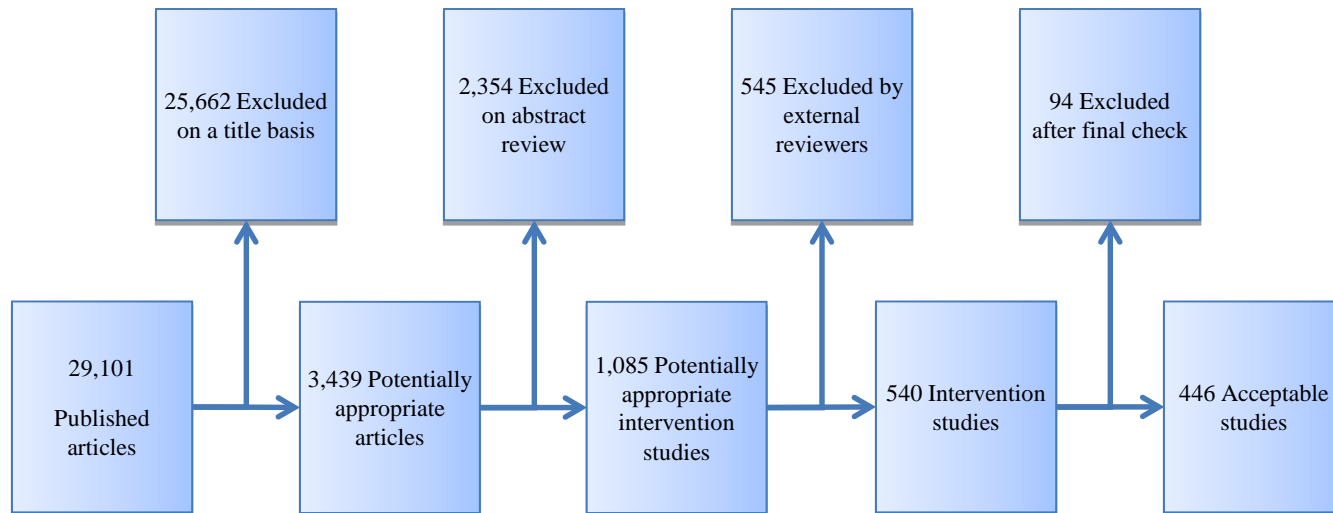 25,662 Excluded
on a title basis
2,354 Excluded
on abstract
review
545 Excluded by
external
reviewers
94 Excluded
after final check
29,101
Published
articles
3,439 Potentially
appropriate
articles
1,085 Potentially
appropriate
intervention
studies
540 Intervention
studies
446 Acceptable
studies